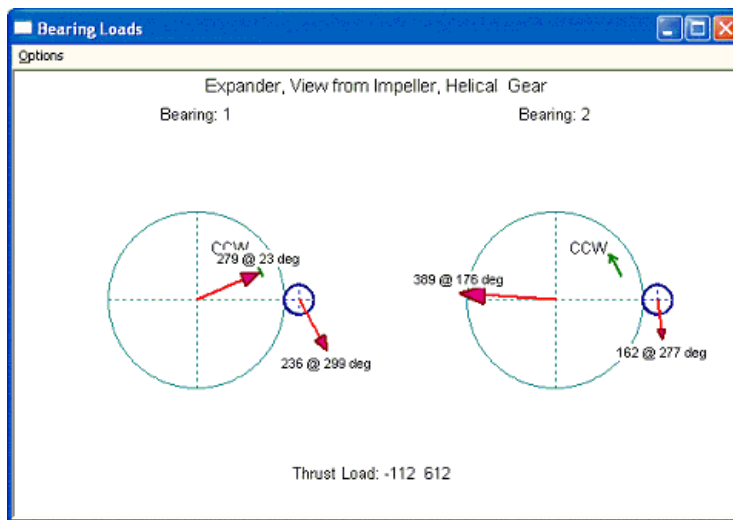 Bearing Loads
Options
Expander, View from Impeller, Helical Gear
Bearing: 1
Bearing: 2
CCW
279 @ 23 deg
236 @ 299 deg
CCW
389 @ 176 deg
162 @ 277 deg
Thrust Load: -112 612